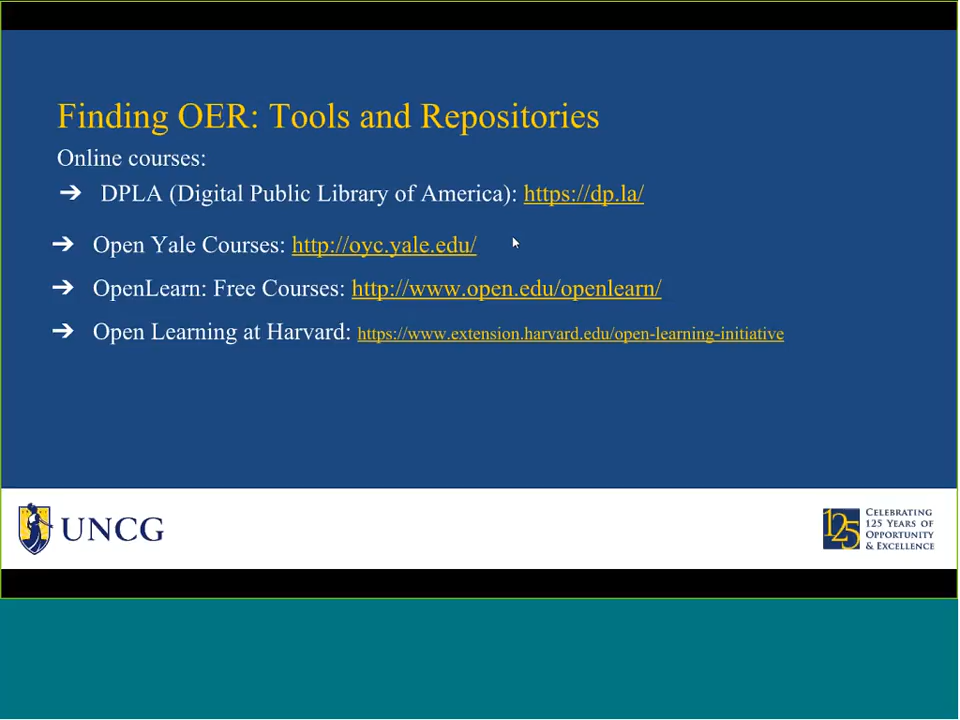 Finding OER: Tools and Repositories
Online courses:
➔ DPLA (Digital Public Library of America): https://dp.la/
➔ Open Yale Courses: http://oyc.yale.edu/
➔ OpenLearn: Free Courses: http://www.open.edu/openlearn/
➔ Open Learning at Harvard: https://www.extension.harvard.edu/open-learning-initiative
UNCG
125
CELEBRATING
125 YEARS OF
OPPORTUNITY
& EXCELLENCE